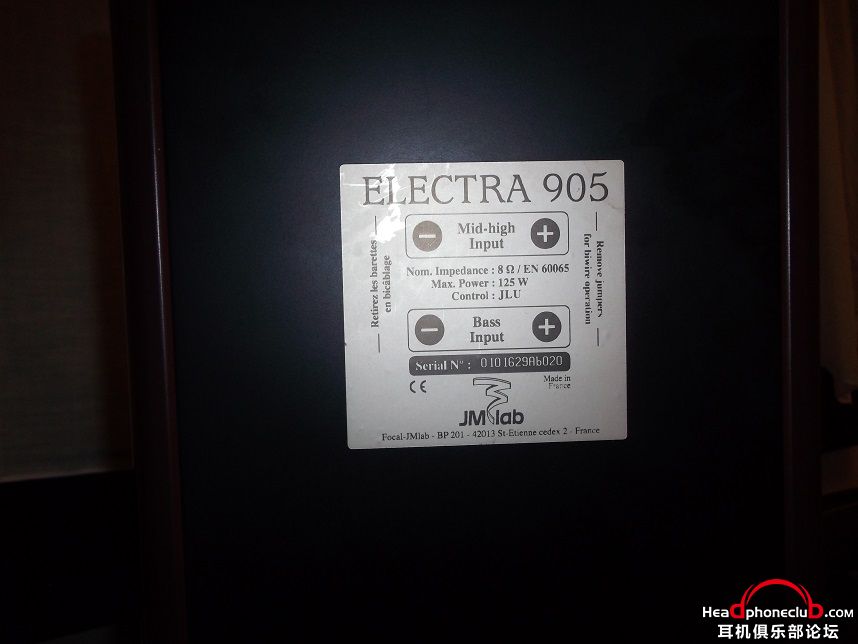 ELECTRA 905
− Mid-high +
Input
Retirez les barettes
en bicâblage
Remove jumpers
for biwire operation
Nom. Impedance : 8 Ω / EN 60065
Max. Power : 125 W
Control : JLU
− Bass +
Input
Serial N° : 0101629Ab020
CE
Made in
France
JMlab
Focal-JMlab - BP 201 - 42013 St-Etienne cedex 2 - France
Headphoneclub.com
耳机俱乐部论坛